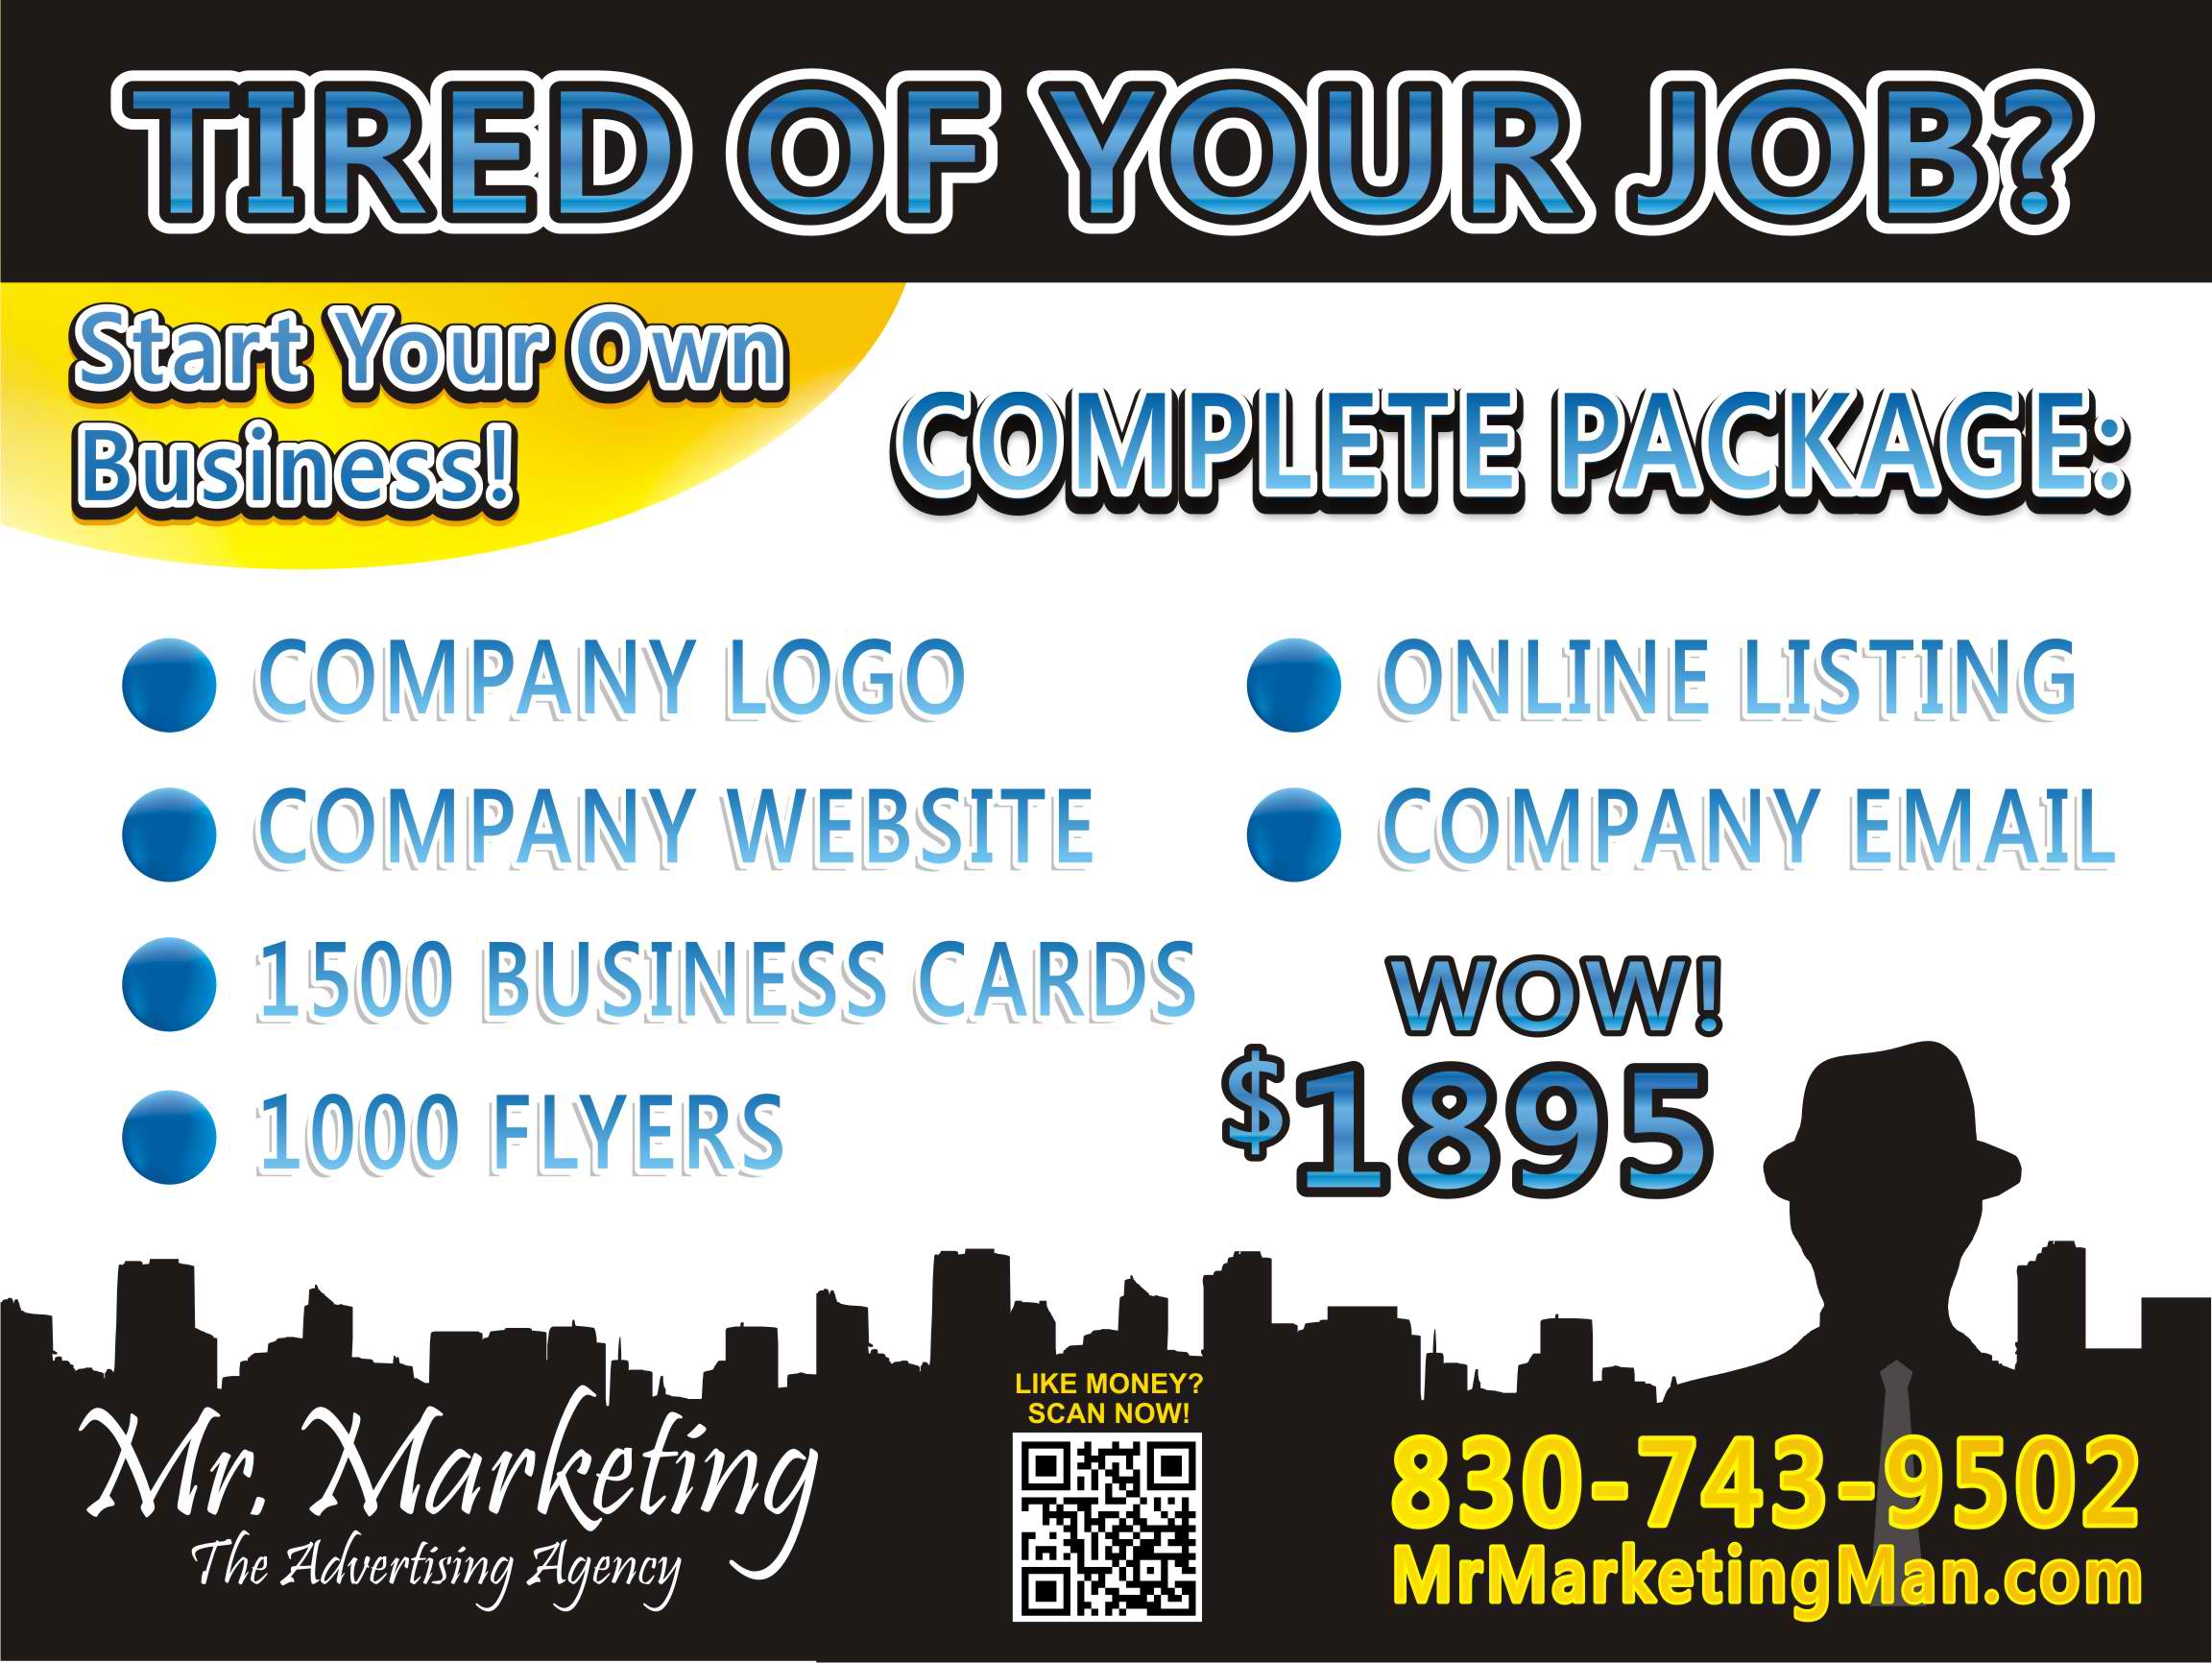 TIRED OF YOUR JOB?
Start Your Own
Business!
COMPLETE PACKAGE:
COMPANY LOGO
COMPANY WEBSITE
1500 BUSINESS CARDS
1000 FLYERS
ONLINE LISTING
COMPANY EMAIL
WOW!
$1895
Mr. Marketing
The Advertising Agency
LIKE MONEY?
SCAN NOW!
830-743-9502
MrMarketingMan.com